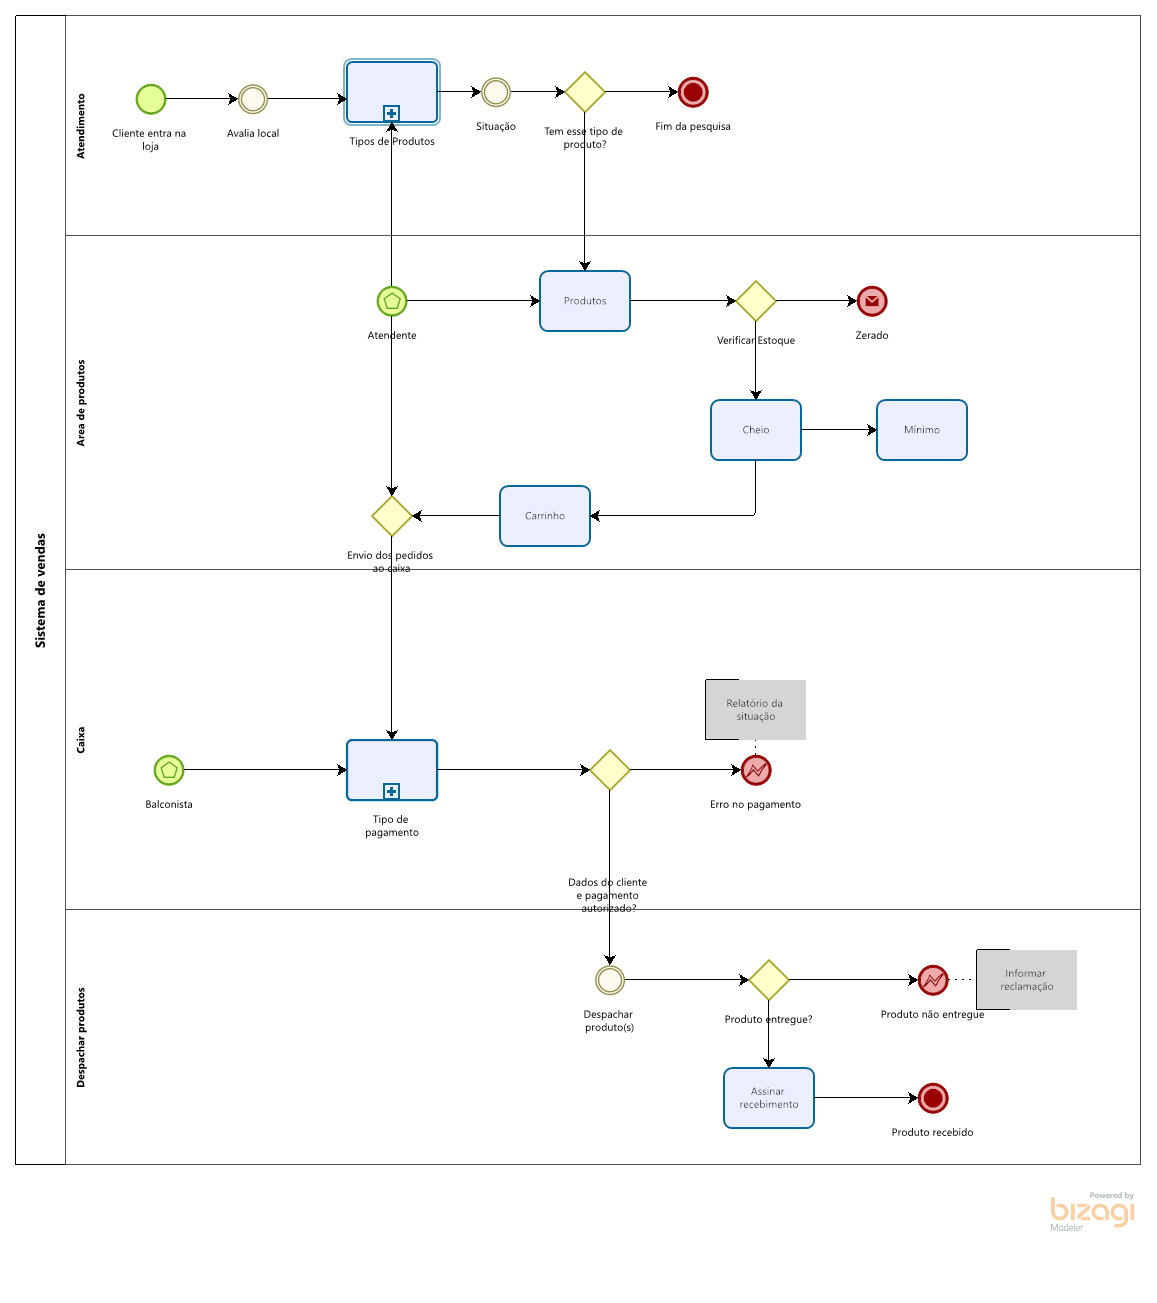 Sistema de vendas
Atendimento
Cliente entra na
loja
Avalia local
Tipos de Produtos
Situação
Tem esse tipo de
produto?
Fim da pesquisa
Area de produtos
Atendente
Produtos
Verificar Estoque
Zerado
Cheio
Mínimo
Carrinho
Envio dos pedidos
ao caixa
Caixa
Relatório da
situação
Balconista
Tipo de
pagamento
Erro no pagamento
Dados do cliente
e pagamento
autorizado?
Despachar produtos
Despachar
produto(s)
Produto entregue?
Produto não entregue
Informar
reclamação
Assinar
recebimento
Produto recebido
Powered by
bizagi
Modeler